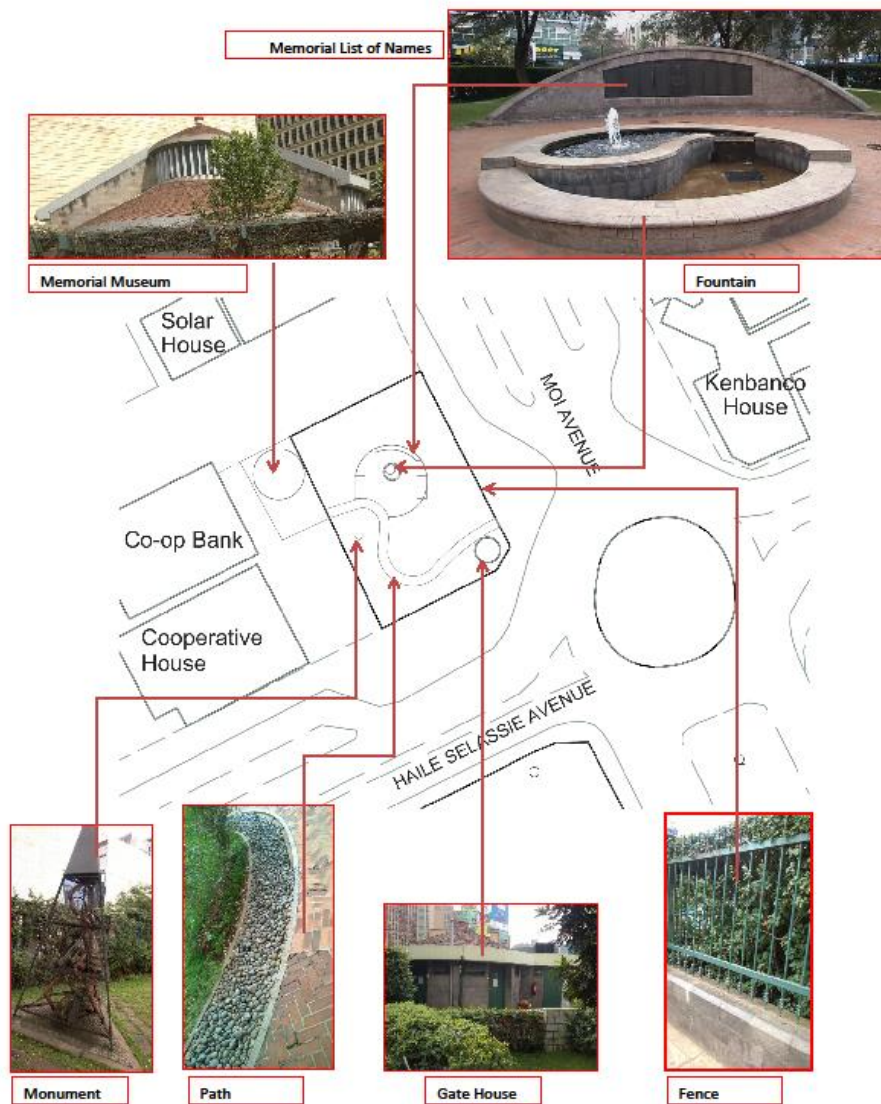 Memorial List of Names
Memorial Museum
Fountain
Solar
House
MOI AVENUE
Kenbanco
House
Co-op Bank
Cooperative
House
HAILE SELASSIE AVENUE
Monument
Path
Gate House
Fence